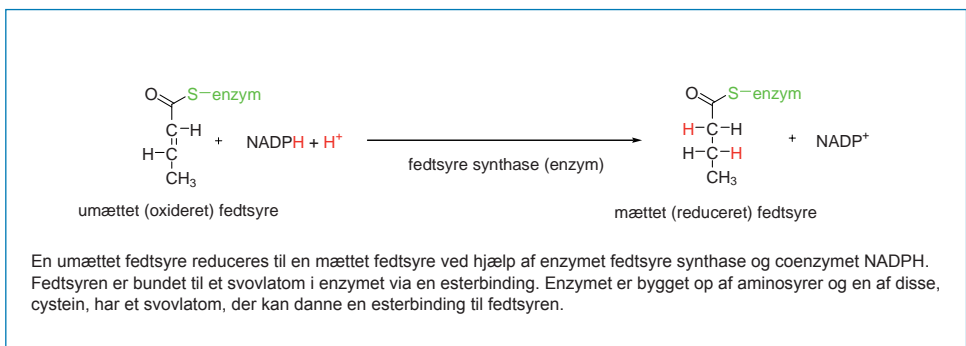 O
S–enzym
C
C–H
H–C
CH₃
+
NADPH + H⁺
fedtsyre synthase (enzym)
O
S–enzym
C
H–C–H
H–C–H
CH₃
+
NADP⁺
umættet (oxideret) fedtsyre
mættet (reduceret) fedtsyre
En umættet fedtsyre reduceres til en mættet fedtsyre ved hjælp af enzymet fedtsyre synthase og coenzymet NADPH.
Fedtsyren er bundet til et svovlatom i enzymet via en esterbinding. Enzymet er bygget op af aminosyrer og en af disse,
cystein, har et svovlatom, der kan danne en esterbinding til fedtsyren.